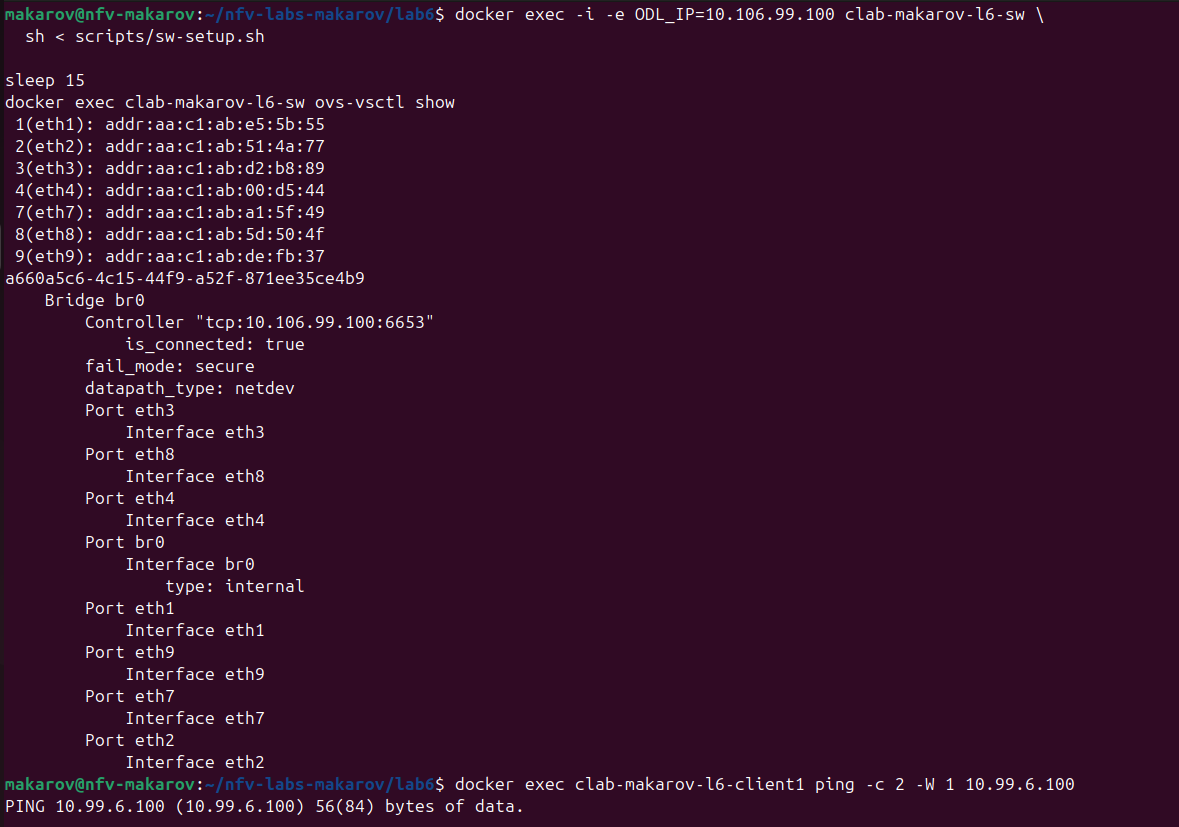 makarov@nfv-makarov:~/nfv-labs-makarov/lab6$ docker exec -i -e ODL_IP=10.106.99.100 clab-makarov-l6-sw \
  sh < scripts/sw-setup.sh

sleep 15
docker exec clab-makarov-l6-sw ovs-vsctl show
 1(eth1): addr:aa:c1:ab:e5:5b:55
 2(eth2): addr:aa:c1:ab:51:4a:77
 3(eth3): addr:aa:c1:ab:d2:b8:89
 4(eth4): addr:aa:c1:ab:00:d5:44
 7(eth7): addr:aa:c1:ab:a1:5f:49
 8(eth8): addr:aa:c1:ab:5d:50:4f
 9(eth9): addr:aa:c1:ab:de:fb:37
a660a5c6-4c15-44f9-a52f-871ee35ce4b9
    Bridge br0
        Controller "tcp:10.106.99.100:6653"
            is_connected: true
        fail_mode: secure
        datapath_type: netdev
        Port eth3
            Interface eth3
        Port eth8
            Interface eth8
        Port eth4
            Interface eth4
        Port br0
            Interface br0
                type: internal
        Port eth1
            Interface eth1
        Port eth9
            Interface eth9
        Port eth7
            Interface eth7
        Port eth2
            Interface eth2
makarov@nfv-makarov:~/nfv-labs-makarov/lab6$ docker exec clab-makarov-l6-client1 ping -c 2 -W 1 10.99.6.100
PING 10.99.6.100 (10.99.6.100) 56(84) bytes of data.